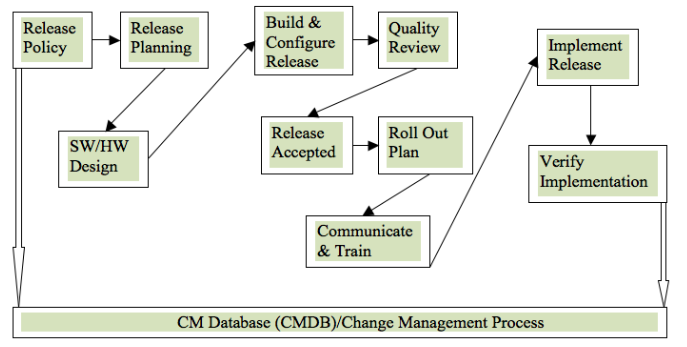 Release
Policy
Release
Planning
SW/HW
Design
Build &
Configure
Release
Quality
Review
Release
Accepted
Roll Out
Plan
Communicate
& Train
Implement
Release
Verify
Implementation
CM Database (CMDB)/Change Management Process